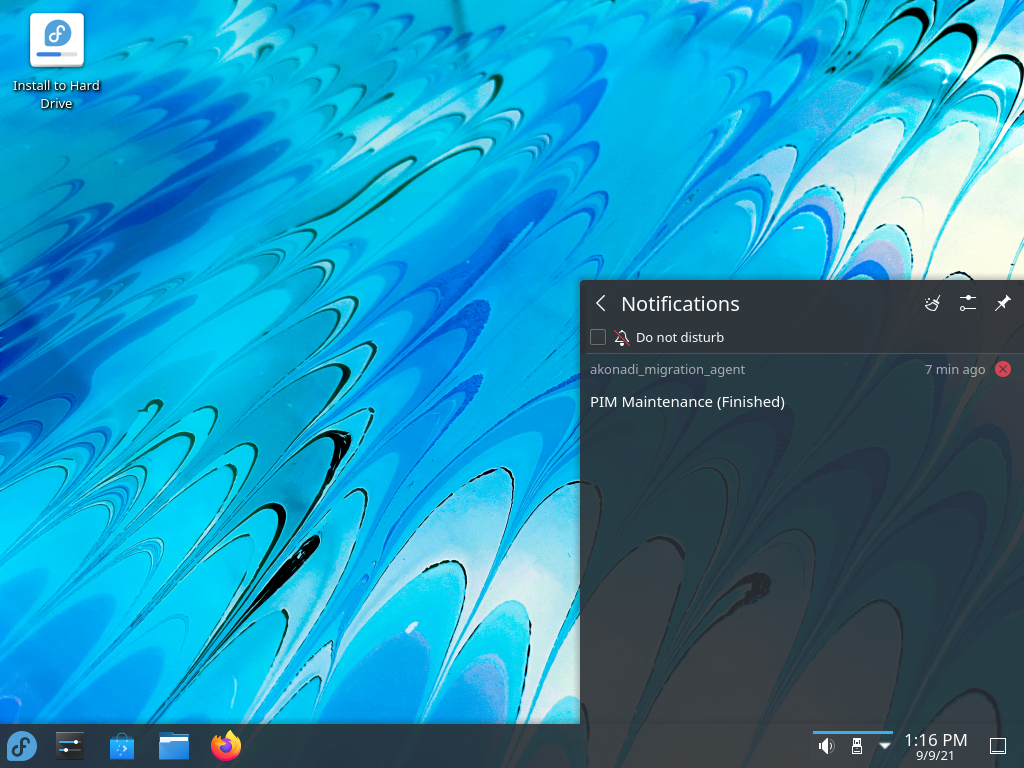 Install to Hard
Drive
Notifications
Do not disturb
akonadi_migration_agent 7 min ago
PIM Maintenance (Finished)
1:16 PM
9/9/21